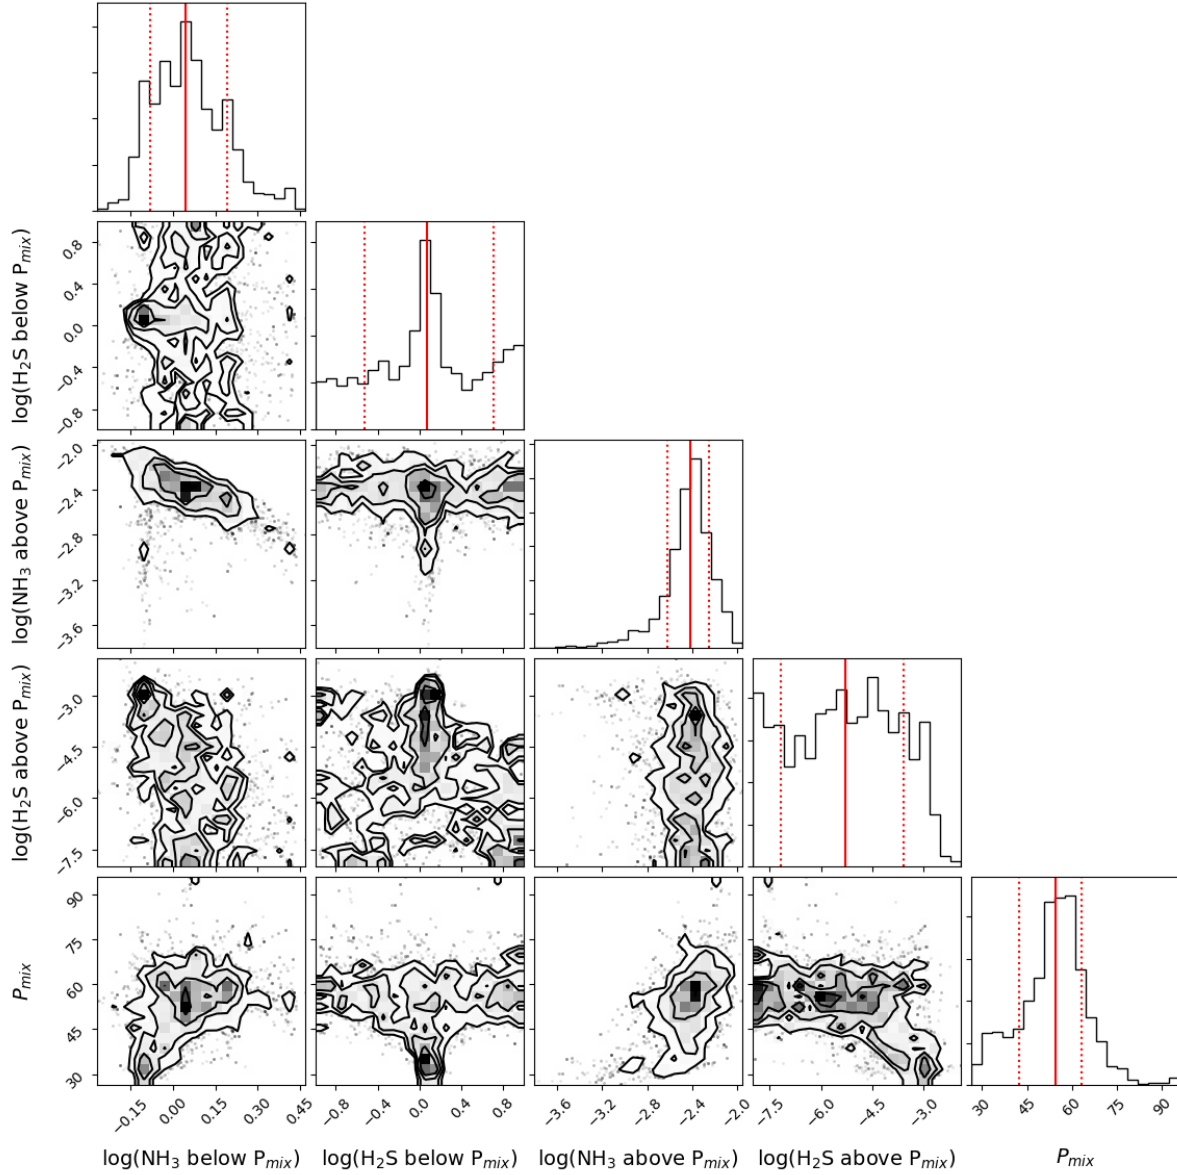 log(H₂S below P_mix)
0.8
0.4
0.0
−0.4
−0.8
log(NH₃ above P_mix)
−2.0
−2.4
−2.8
−3.2
−3.6
log(H₂S above P_mix)
−3.0
−4.5
−6.0
−7.5
P_mix
90
75
60
45
30
−0.15 0.00 0.15 0.30 0.45
−0.8 −0.4 0.0 0.4 0.8
−3.6 −3.2 −2.8 −2.4 −2.0
−7.5 −6.0 −4.5 −3.0
30 45 60 75 90
log(NH₃ below P_mix) log(H₂S below P_mix) log(NH₃ above P_mix) log(H₂S above P_mix) P_mix